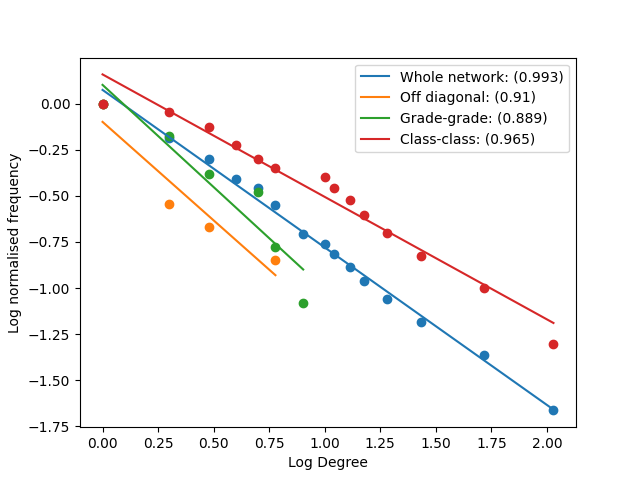 Whole network: (0.993)
Off diagonal: (0.91)
Grade-grade: (0.889)
Class-class: (0.965)
Log normalised frequency
0.00
−0.25
−0.50
−0.75
−1.00
−1.25
−1.50
−1.75
0.00 0.25 0.50 0.75 1.00 1.25 1.50 1.75 2.00
Log Degree